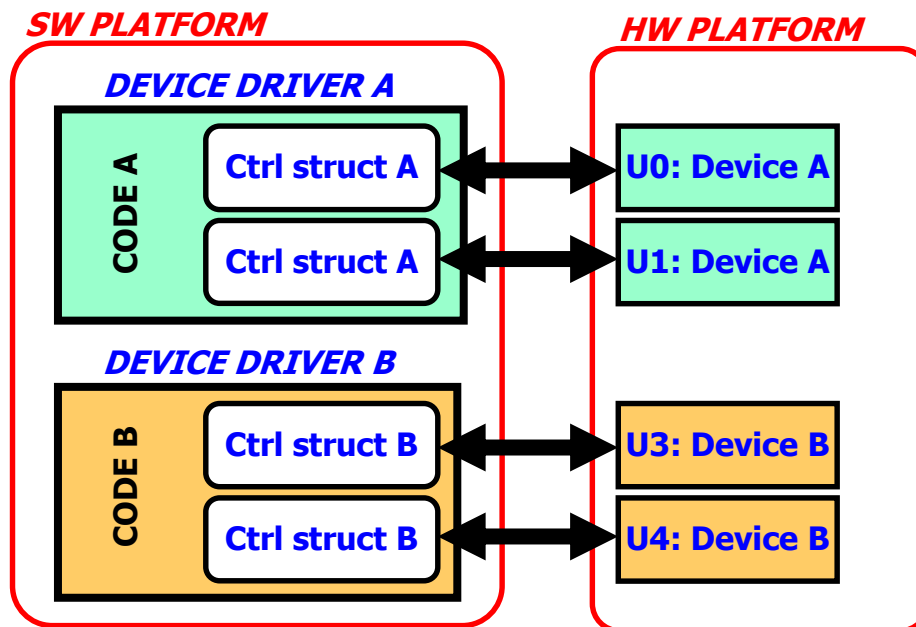 SW PLATFORM
HW PLATFORM
DEVICE DRIVER A
CODE A
Ctrl struct A
U0: Device A
Ctrl struct A
U1: Device A
DEVICE DRIVER B
CODE B
Ctrl struct B
U3: Device B
Ctrl struct B
U4: Device B